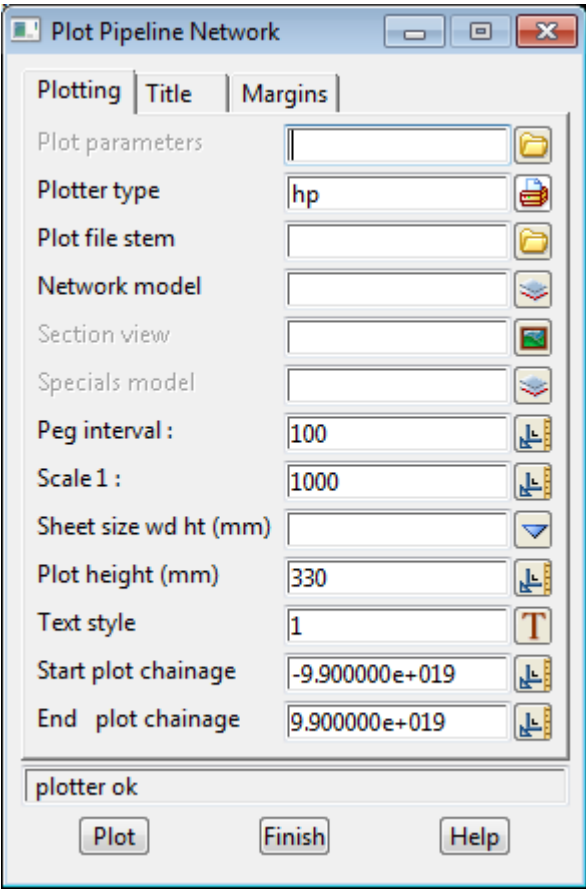 Plot Pipeline Network
Plotting Title Margins
Plot parameters
Plotter type hp
Plot file stem
Network model
Section view
Specials model
Peg interval : 100
Scale 1 : 1000
Sheet size wd ht (mm)
Plot height (mm) 330
Text style 1 T
Start plot chainage -9.900000e+019
End plot chainage 9.900000e+019
plotter ok
Plot Finish Help